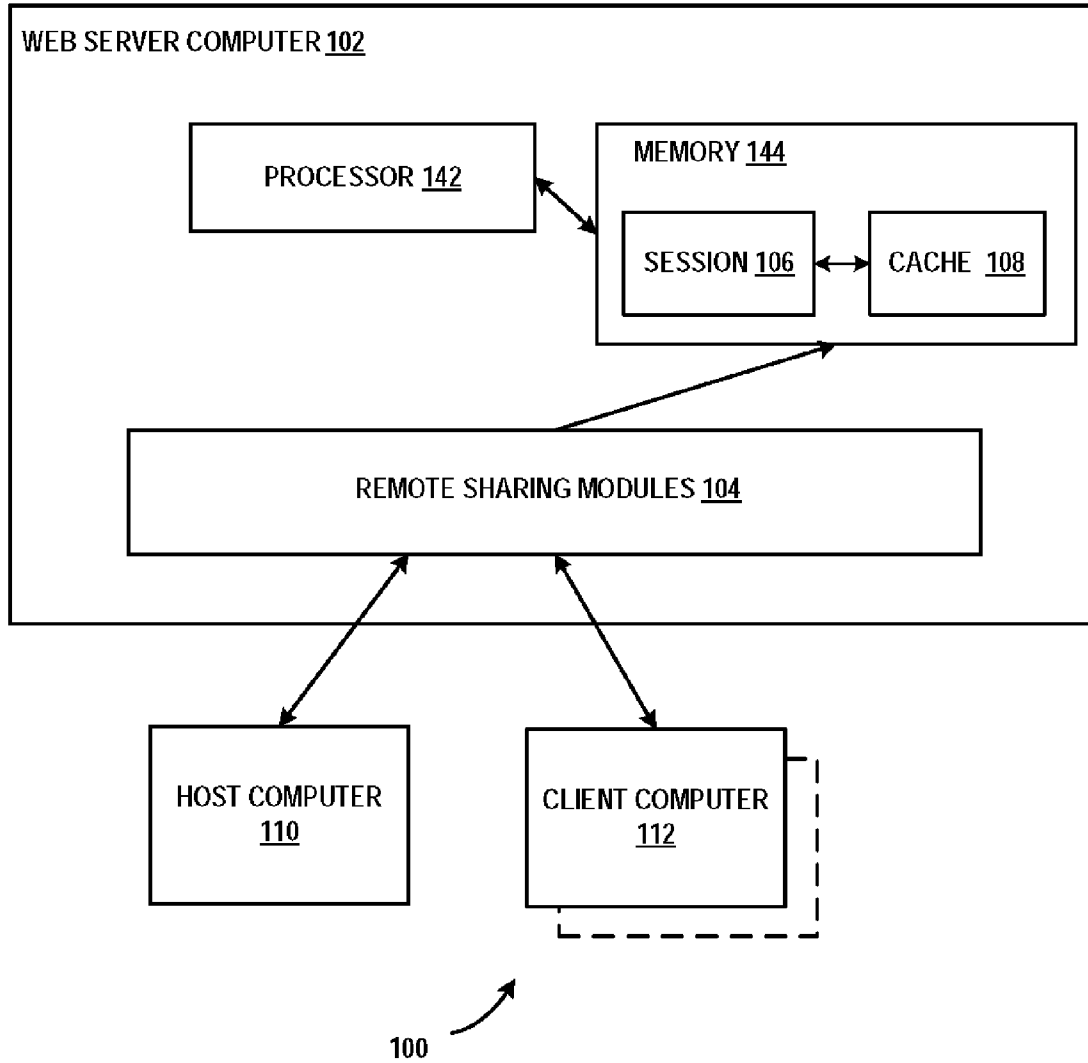 WEB SERVER COMPUTER 102
PROCESSOR 142
MEMORY 144
SESSION 106
CACHE 108
REMOTE SHARING MODULES 104
HOST COMPUTER
110
CLIENT COMPUTER
112
100